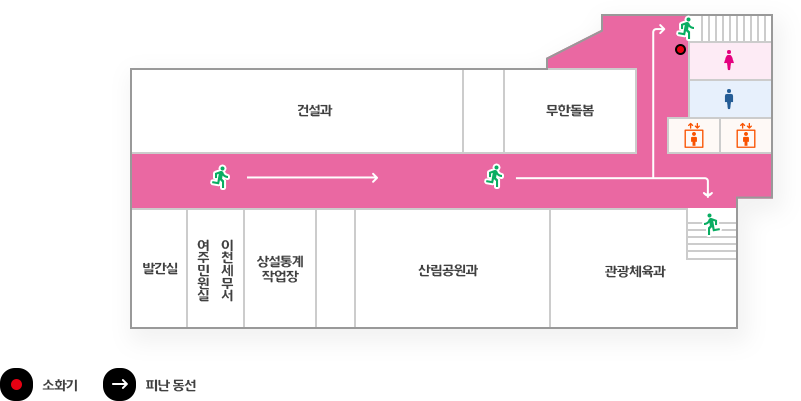 건설과
무한돌봄
발간실
여주민원실
이천세무서
상설통계
작업장
산림공원과
관광체육과
소화기
피난 동선